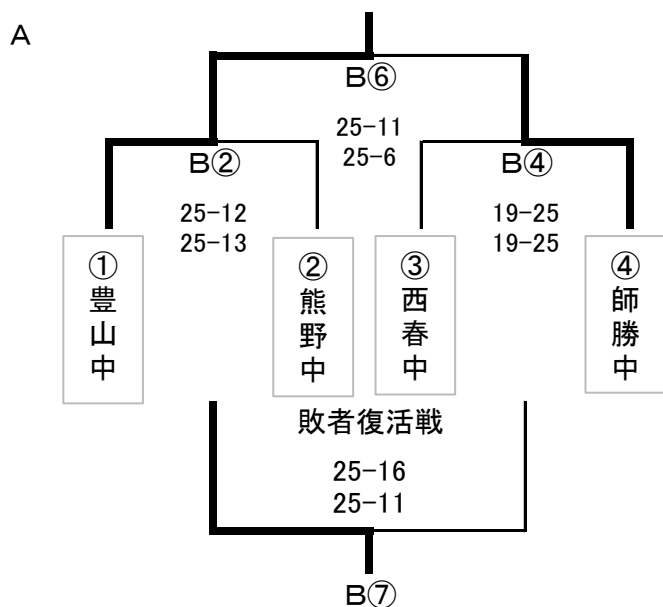 A
B⑥
25-11
25-6
B②
B④
25-12
25-13
19-25
19-25
①豊山中
②熊野中
③西春中
④師勝中
敗者復活戦
25-16
25-11
B⑦